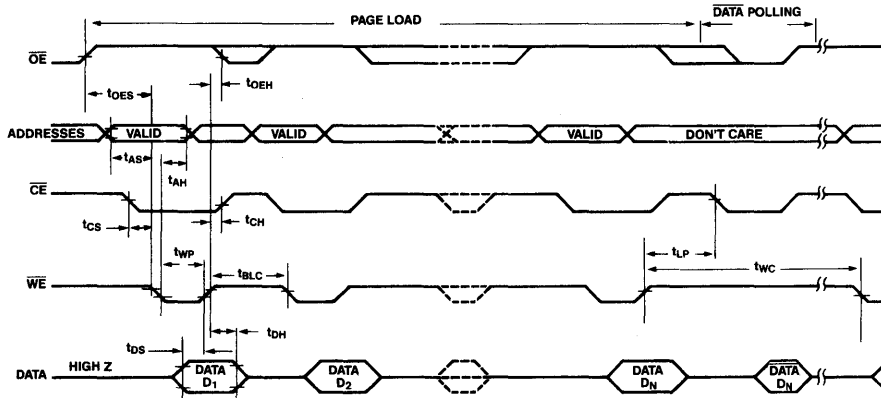 PAGE LOAD
DATA POLLING
OE
tOES
tOEH
ADDRESSES
VALID
VALID
VALID
DON'T CARE
tAS
tAH
CE
tCS
tCH
tWP
tBLC
tLP
tWC
WE
tDS
tDH
HIGH Z
DATA
DATA D1
DATA D2
DATA DN
DATA DN